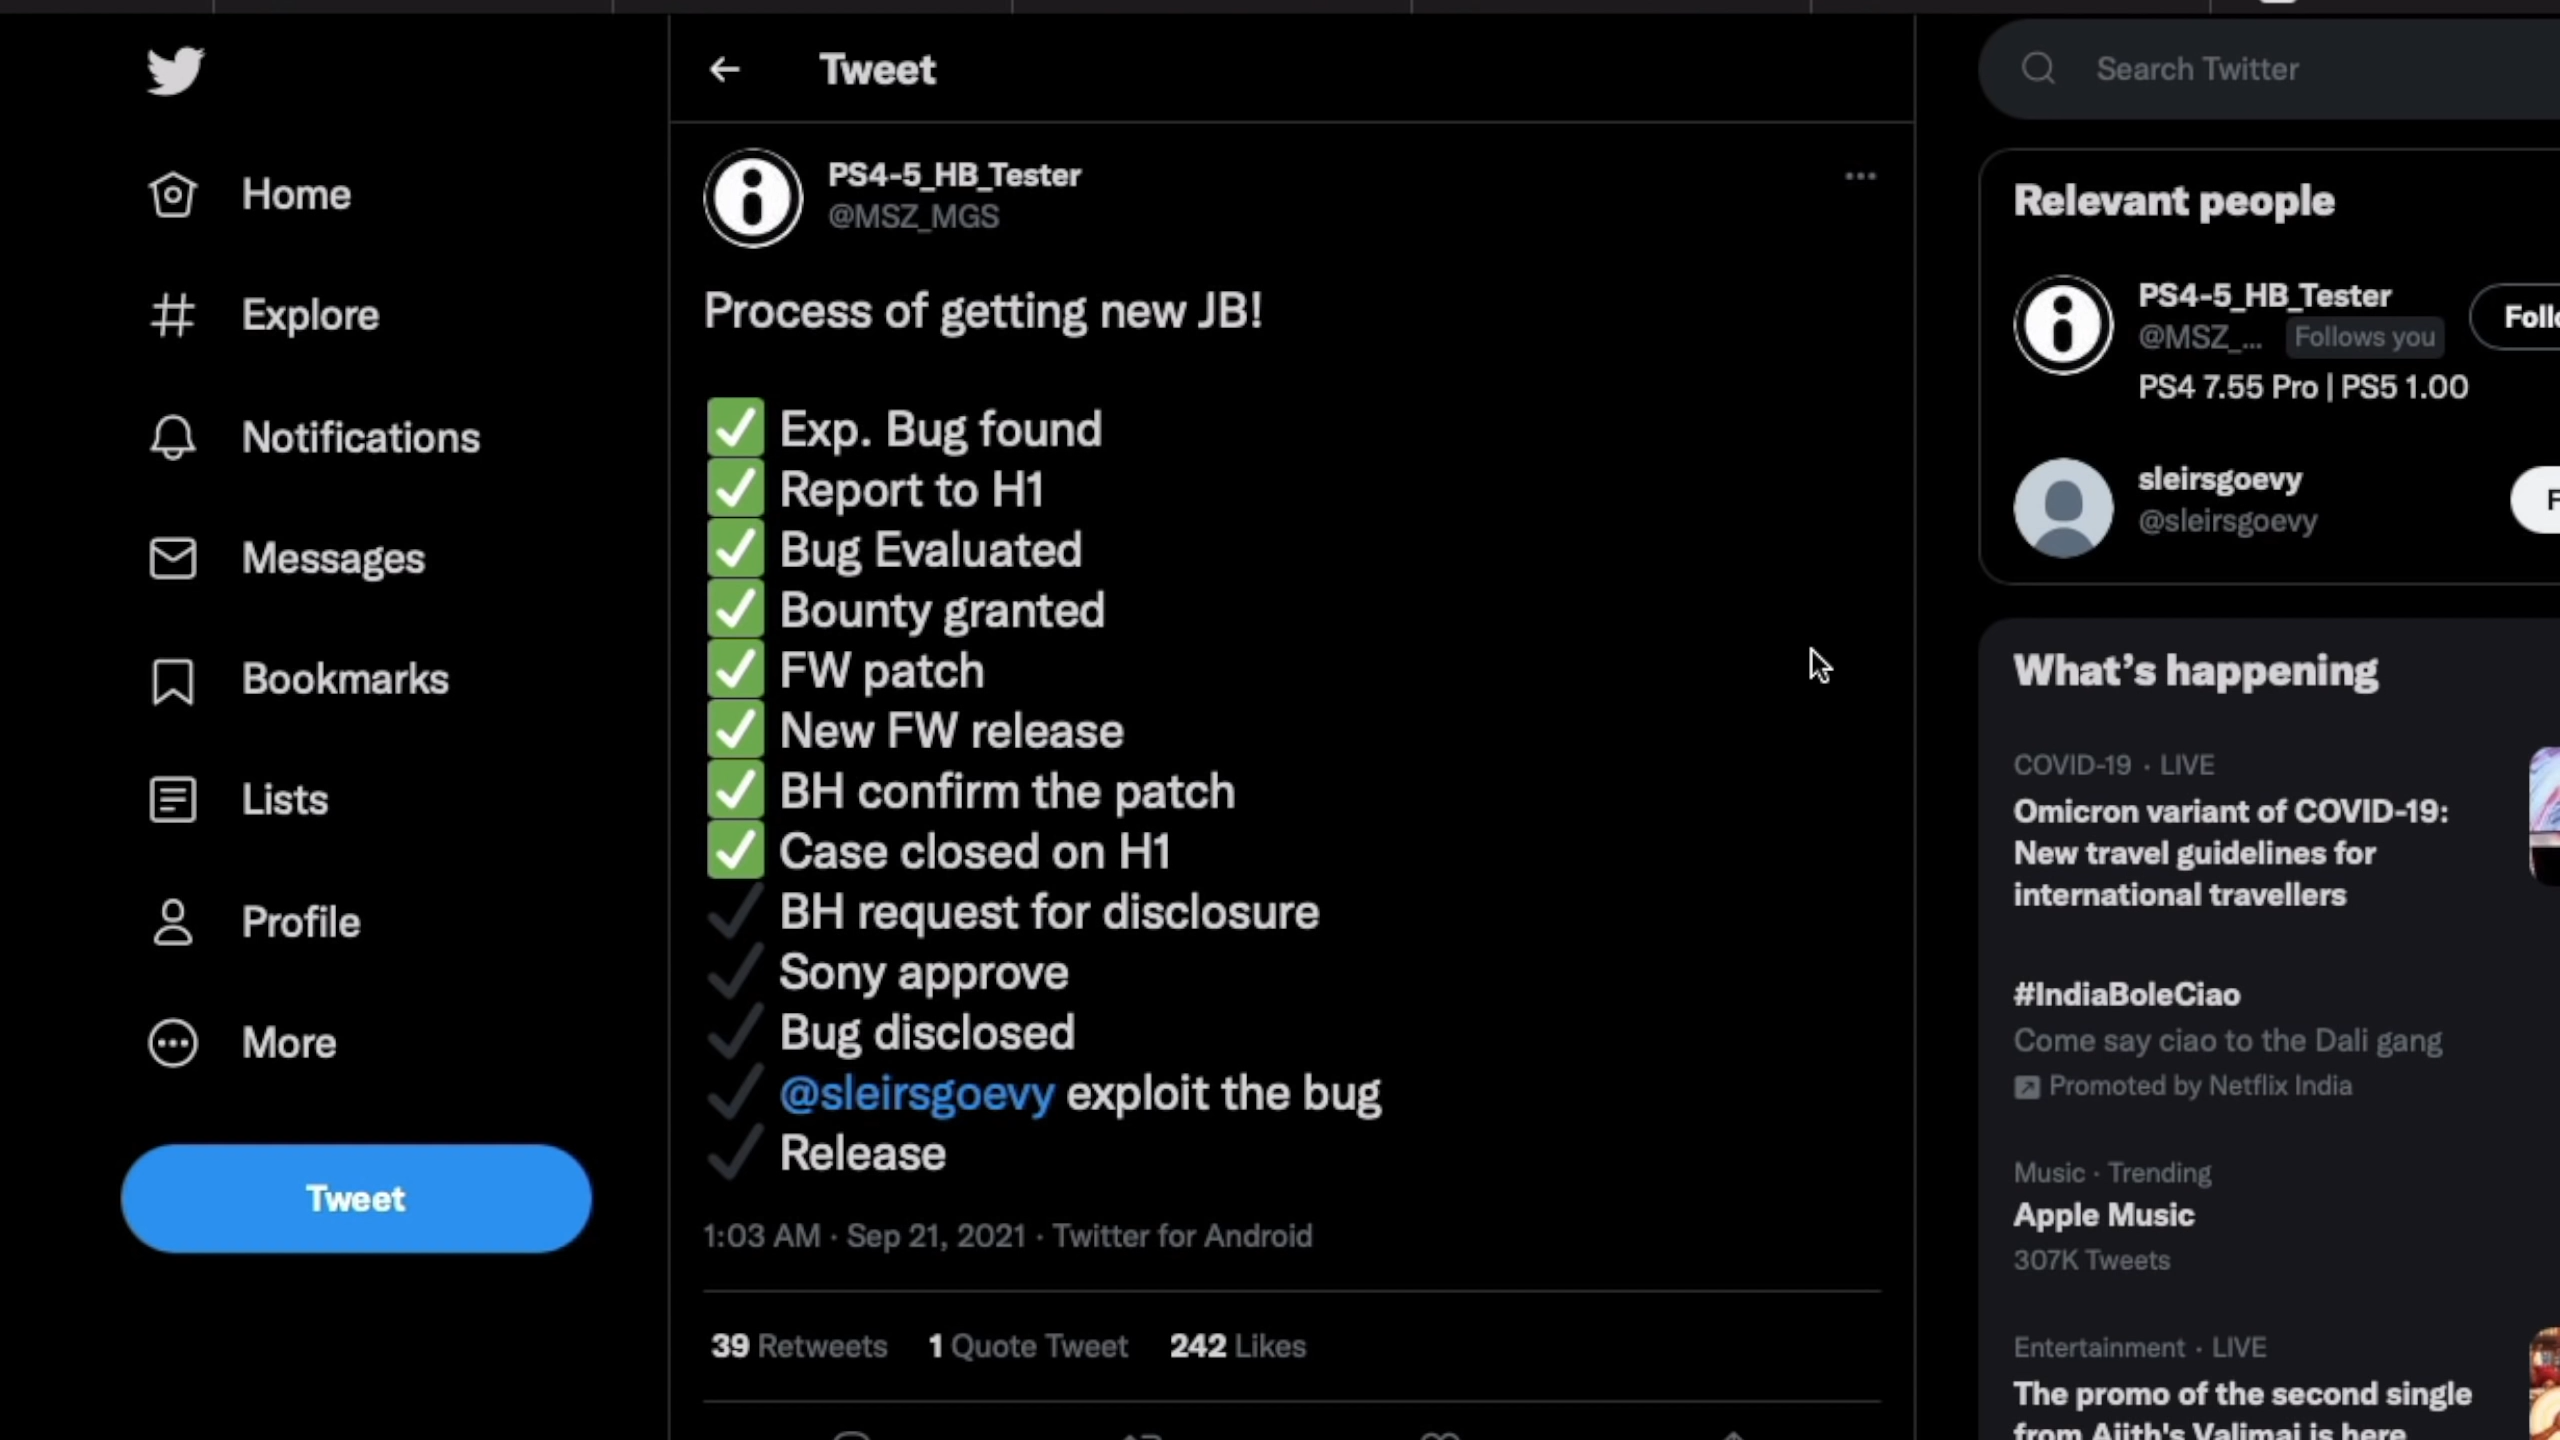 Tweet
Search Twitter
Home
Explore
Notifications
Messages
Bookmarks
Lists
Profile
More
Tweet
PS4-5_HB_Tester
@MSZ_MGS
Process of getting new JB!
✅ Exp. Bug found
✅ Report to H1
✅ Bug Evaluated
✅ Bounty granted
✅ FW patch
✅ New FW release
✅ BH confirm the patch
✅ Case closed on H1
✔ BH request for disclosure
✔ Sony approve
✔ Bug disclosed
✔ @sleirsgoevy exploit the bug
✔ Release
1:03 AM · Sep 21, 2021 · Twitter for Android
39 Retweets 1 Quote Tweet 242 Likes
Relevant people
PS4-5_HB_Tester
@MSZ_... Follows you
PS4 7.55 Pro | PS5 1.00
sleirsgoevy
@sleirsgoevy
What's happening
COVID-19 · LIVE
Omicron variant of COVID-19:
New travel guidelines for
international travellers
#IndiaBoleCiao
Come say ciao to the Dali gang
Promoted by Netflix India
Music · Trending
Apple Music
307K Tweets
Entertainment · LIVE
The promo of the second single
from Ajith's Valimai is here